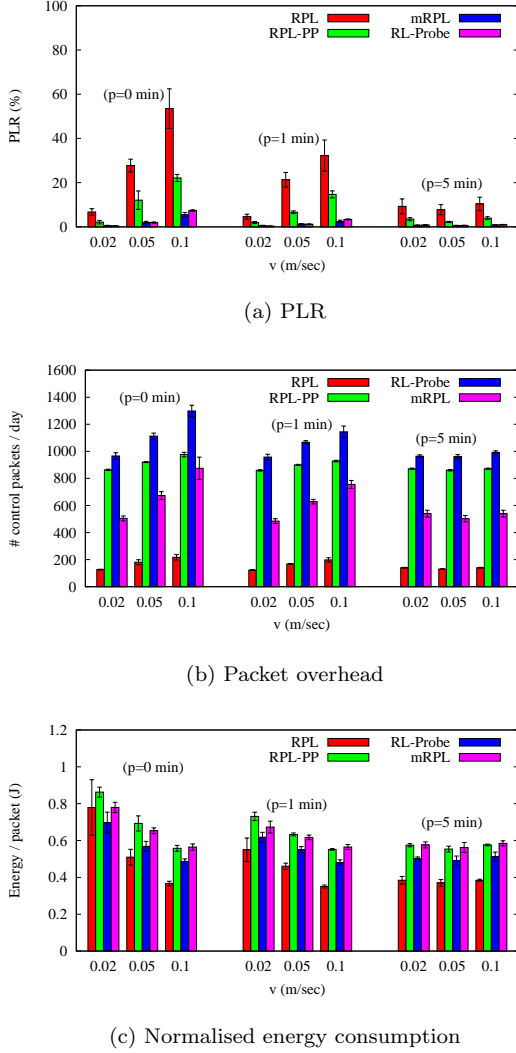 100
80
60
40
20
0
PLR (%)
RPL
RPL-PP
mRPL
RL-Probe
(p=0 min)
(p=1 min)
(p=5 min)
0.02 0.05 0.1 0.02 0.05 0.1 0.02 0.05 0.1
v (m/sec)
(a) PLR
1600
1400
1200
1000
800
600
400
200
0
# control packets / day
RPL
RPL-PP
RL-Probe
mRPL
(p=0 min)
(p=1 min)
(p=5 min)
0.02 0.05 0.1 0.02 0.05 0.1 0.02 0.05 0.1
v (m/sec)
(b) Packet overhead
1.2
1
0.8
0.6
0.4
0.2
0
Energy / packet (J)
RPL
RPL-PP
RL-Probe
mRPL
(p=0 min)
(p=1 min)
(p=5 min)
0.02 0.05 0.1 0.02 0.05 0.1 0.02 0.05 0.1
v (m/sec)
(c) Normalised energy consumption